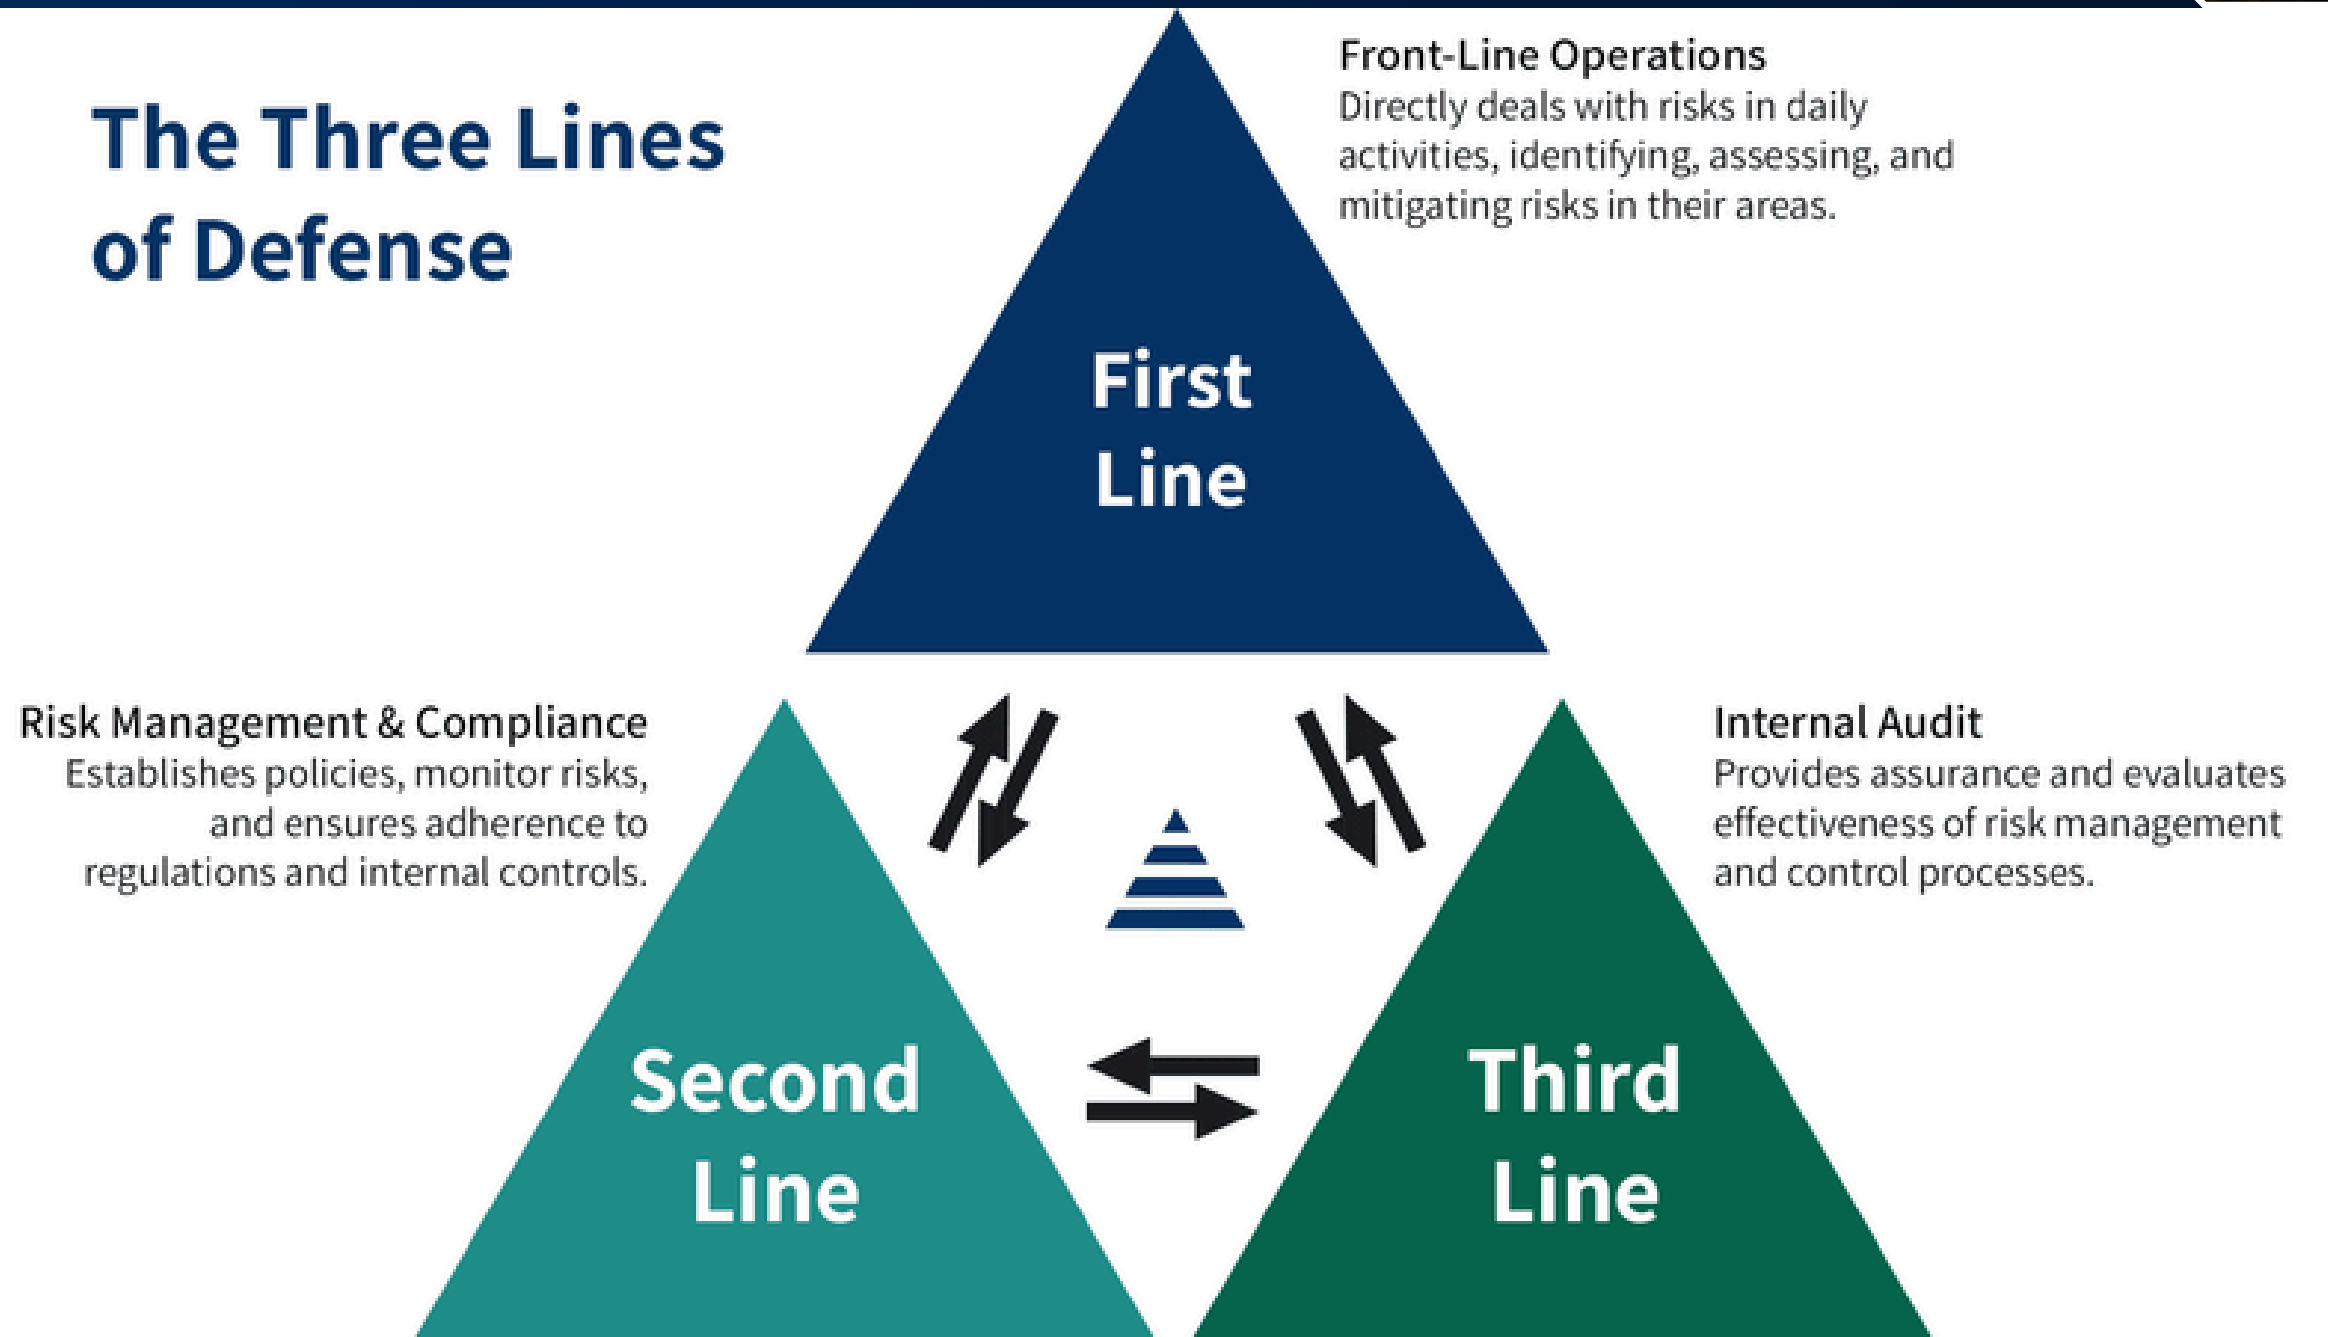 The Three Lines
of Defense
Front-Line Operations
Directly deals with risks in daily
activities, identifying, assessing, and
mitigating risks in their areas.
First
Line
Risk Management & Compliance
Establishes policies, monitor risks,
and ensures adherence to
regulations and internal controls.
Internal Audit
Provides assurance and evaluates
effectiveness of risk management
and control processes.
Second
Line
Third
Line